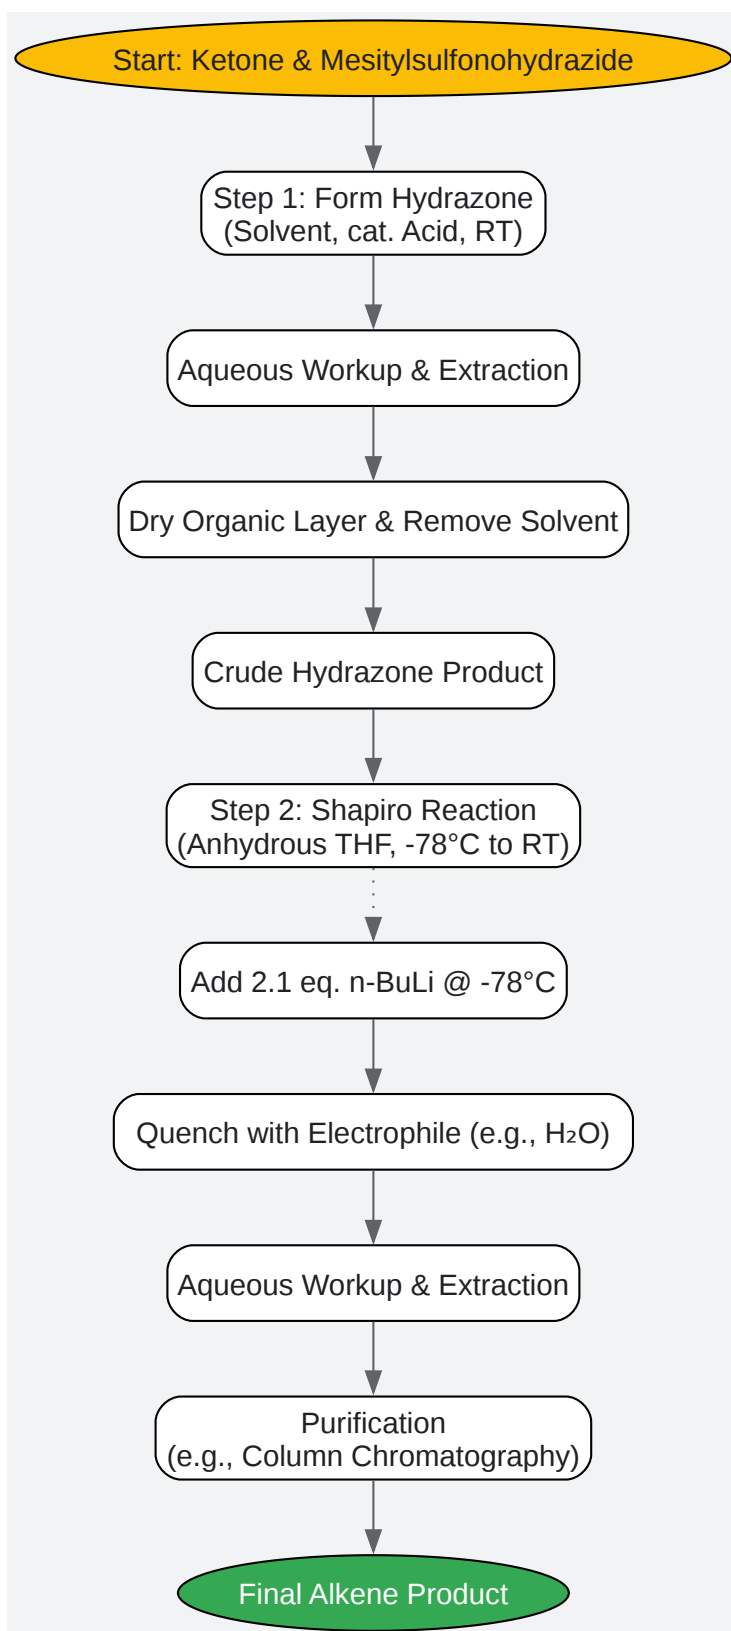 Start: Ketone & Mesitylsulfonohydrazide
Step 1: Form Hydrazone
(Solvent, cat. Acid, RT)
Aqueous Workup & Extraction
Dry Organic Layer & Remove Solvent
Crude Hydrazone Product
Step 2: Shapiro Reaction
(Anhydrous THF, -78°C to RT)
Add 2.1 eq. n-BuLi @ -78°C
Quench with Electrophile (e.g., H₂O)
Aqueous Workup & Extraction
Purification
(e.g., Column Chromatography)
Final Alkene Product